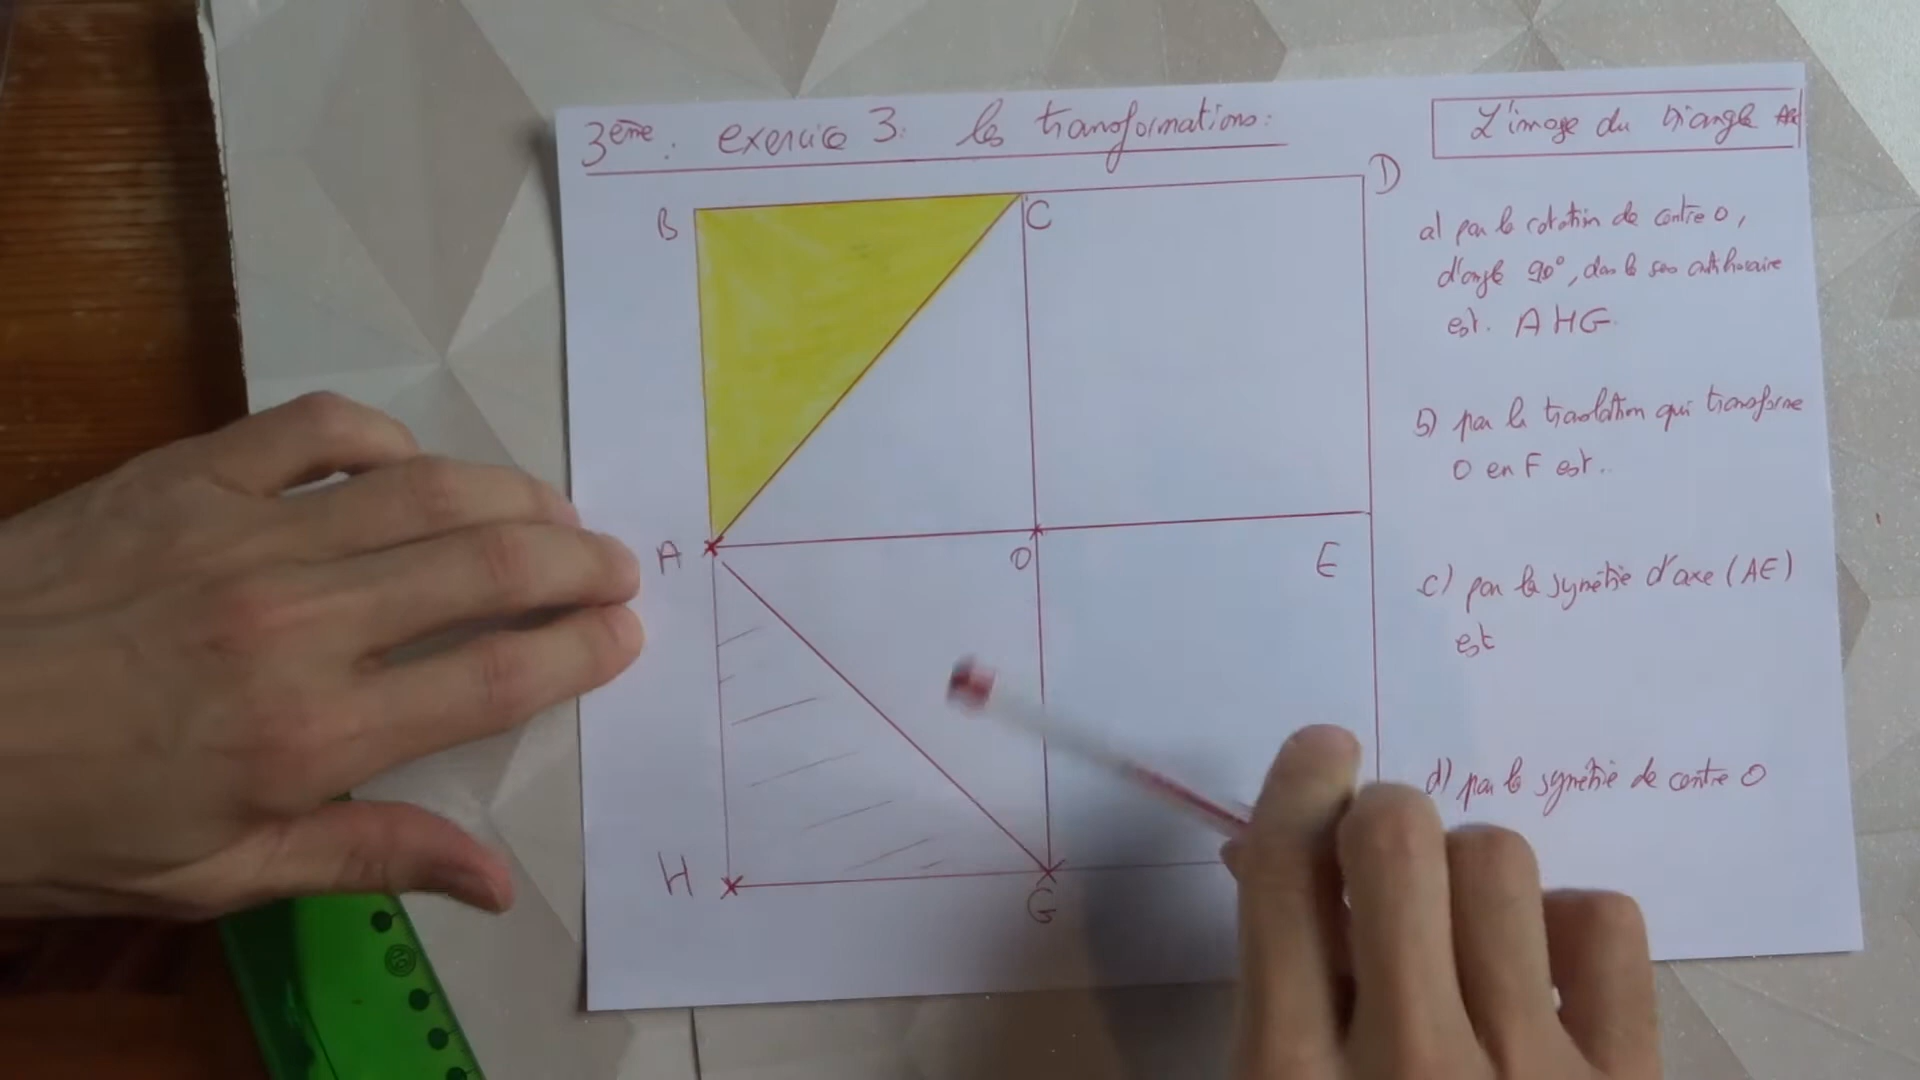 3ème. exercice 3: les transformations:
L'image du triangle
B
C
D
A
O
E
H
G
a) par la rotation de centre O,
d'angle 90°, dans le sens antihoraire
est. AHG.
b) par la translation qui transforme
O en F est..
c) par la symétrie d'axe (AE)
est
d) par la symétrie de centre O